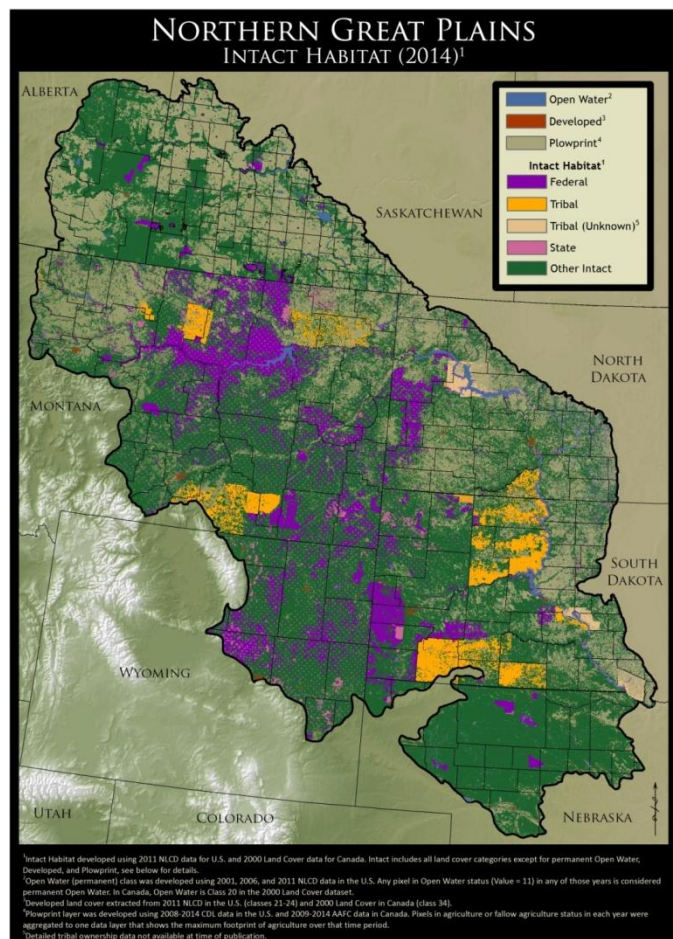 NORTHERN GREAT PLAINS
INTACT HABITAT (2014)¹
ALBERTA
Open Water²
Developed³
Plowprint⁴
Intact Habitat¹
Federal
Tribal
Tribal (Unknown)⁵
State
Other Intact
SASKATCHEWAN
NORTH
DAKOTA
MONTANA
SOUTH
DAKOTA
WYOMING
UTAH
COLORADO
NEBRASKA
¹Intact Habitat developed using 2011 NLCD data for U.S. and 2000 Land Cover data for Canada. Intact includes all land cover categories except for permanent Open Water,
Developed, and Plowprint, see below for details.
²Open Water (permanent) class was developed using 2001, 2006, and 2011 NLCD data in the U.S. Any pixel in Open Water status (Value = 11) in any of those years is considered
permanent Open Water. In Canada, Open Water is Class 20 in the 2000 Land Cover dataset.
³Developed land cover extracted from 2011 NLCD in the U.S. (classes 21-24) and 2000 Land Cover in Canada (class 34).
⁴Plowprint layer was developed using 2008-2014 CDL data in the U.S. and 2009-2014 AAFC data in Canada. Pixels in agriculture or fallow agriculture status in each year were
aggregated to one data layer that shows the maximum footprint of agriculture over that time period.
⁵Detailed tribal ownership data not available at time of publication.